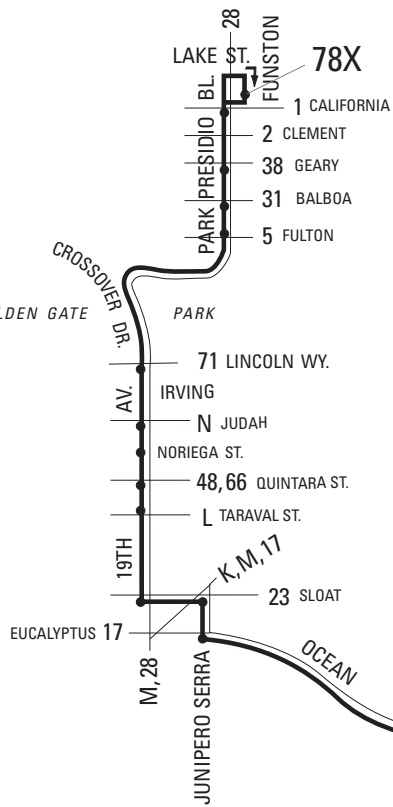 28
LAKE ST.
FUNSTON
78X
PARK PRESIDIO BL.
1 CALIFORNIA
2 CLEMENT
38 GEARY
31 BALBOA
5 FULTON
CROSSOVER DR.
LDEN GATE PARK
71 LINCOLN WY.
19TH AV.
IRVING
N JUDAH
NORIEGA ST.
48,66 QUINTARA ST.
L TARAVAL ST.
K,M,17
23 SLOAT
EUCALYPTUS 17
M,28
JUNIPERO SERRA
OCEAN